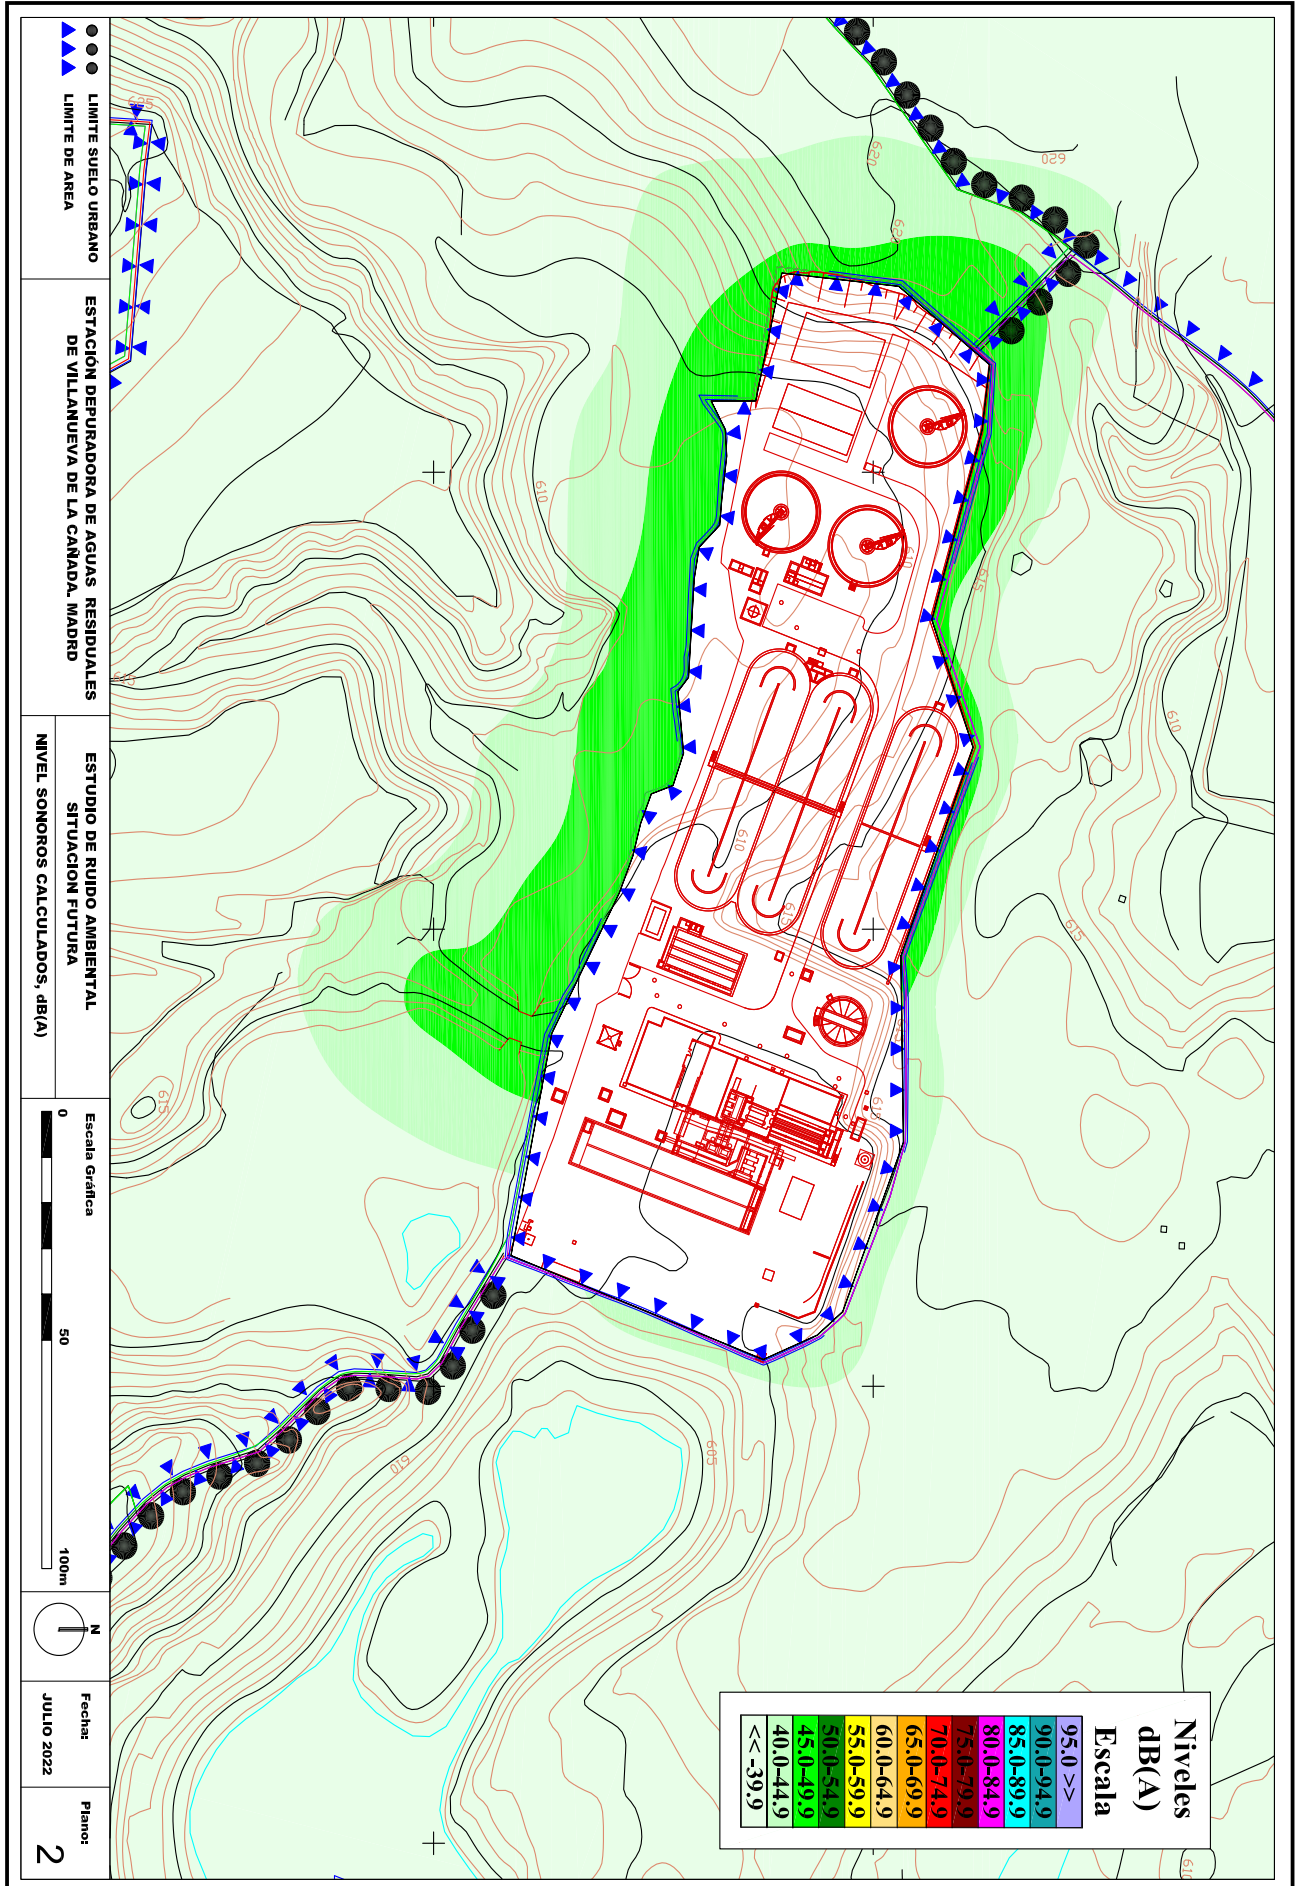 LIMITE SUELO URBANO
LIMITE DE AREA
ESTACIÓN DEPURADORA DE AGUAS RESIDUALES
DE VILLANUEVA DE LA CAÑADA. MADRD
ESTUDIO DE RUIDO AMBIENTAL
SITUACION FUTURA
NIVEL SONOROS CALCULADOS, dB(A)
Escala Gráfica
0 50 100m
N
Fecha:
JULIO 2022
Plano:
2
Niveles
dB(A)
Escala
95.0 >>
90.0-94.9
85.0-89.9
80.0-84.9
75.0-79.9
70.0-74.9
65.0-69.9
60.0-64.9
55.0-59.9
50.0-54.9
45.0-49.9
40.0-44.9
<< -39.9
625
620
620
610
610
615
610
610
615
615
615
610
605
610